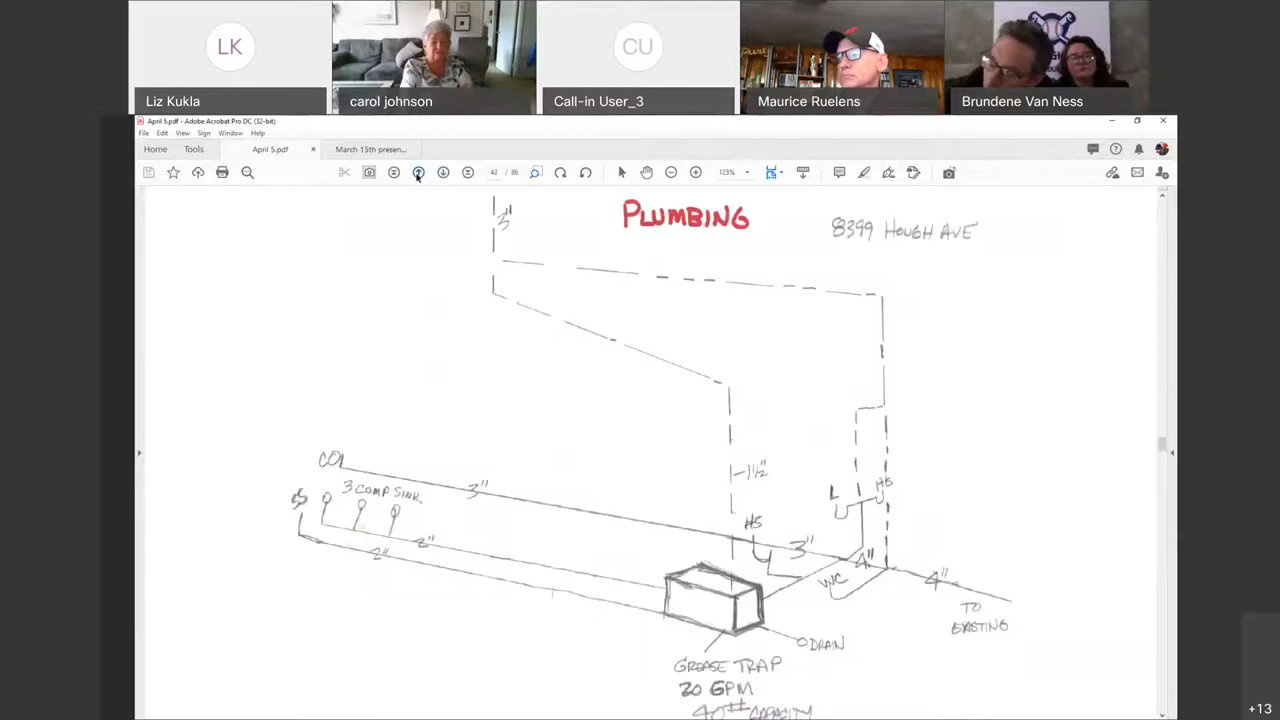 LK
CU
Liz Kukla
carol johnson
Call-in User_3
Maurice Ruelens
Brundene Van Ness
April 5.pdf - Adobe Acrobat Pro DC (32-bit)
File Edit View Sign Window Help
Home Tools April 5.pdf March 15th presen...
42 / 86 123%
3"
PLUMBING
8399 HOUGH AVE
1½"
CO
3"
3 COMP SINK
HS
L
HS
2"
2"
3"
4"
WC
4"
TO
EXISTING
DRAIN
GREASE TRAP
20 GPM
40# CAPACITY
+13